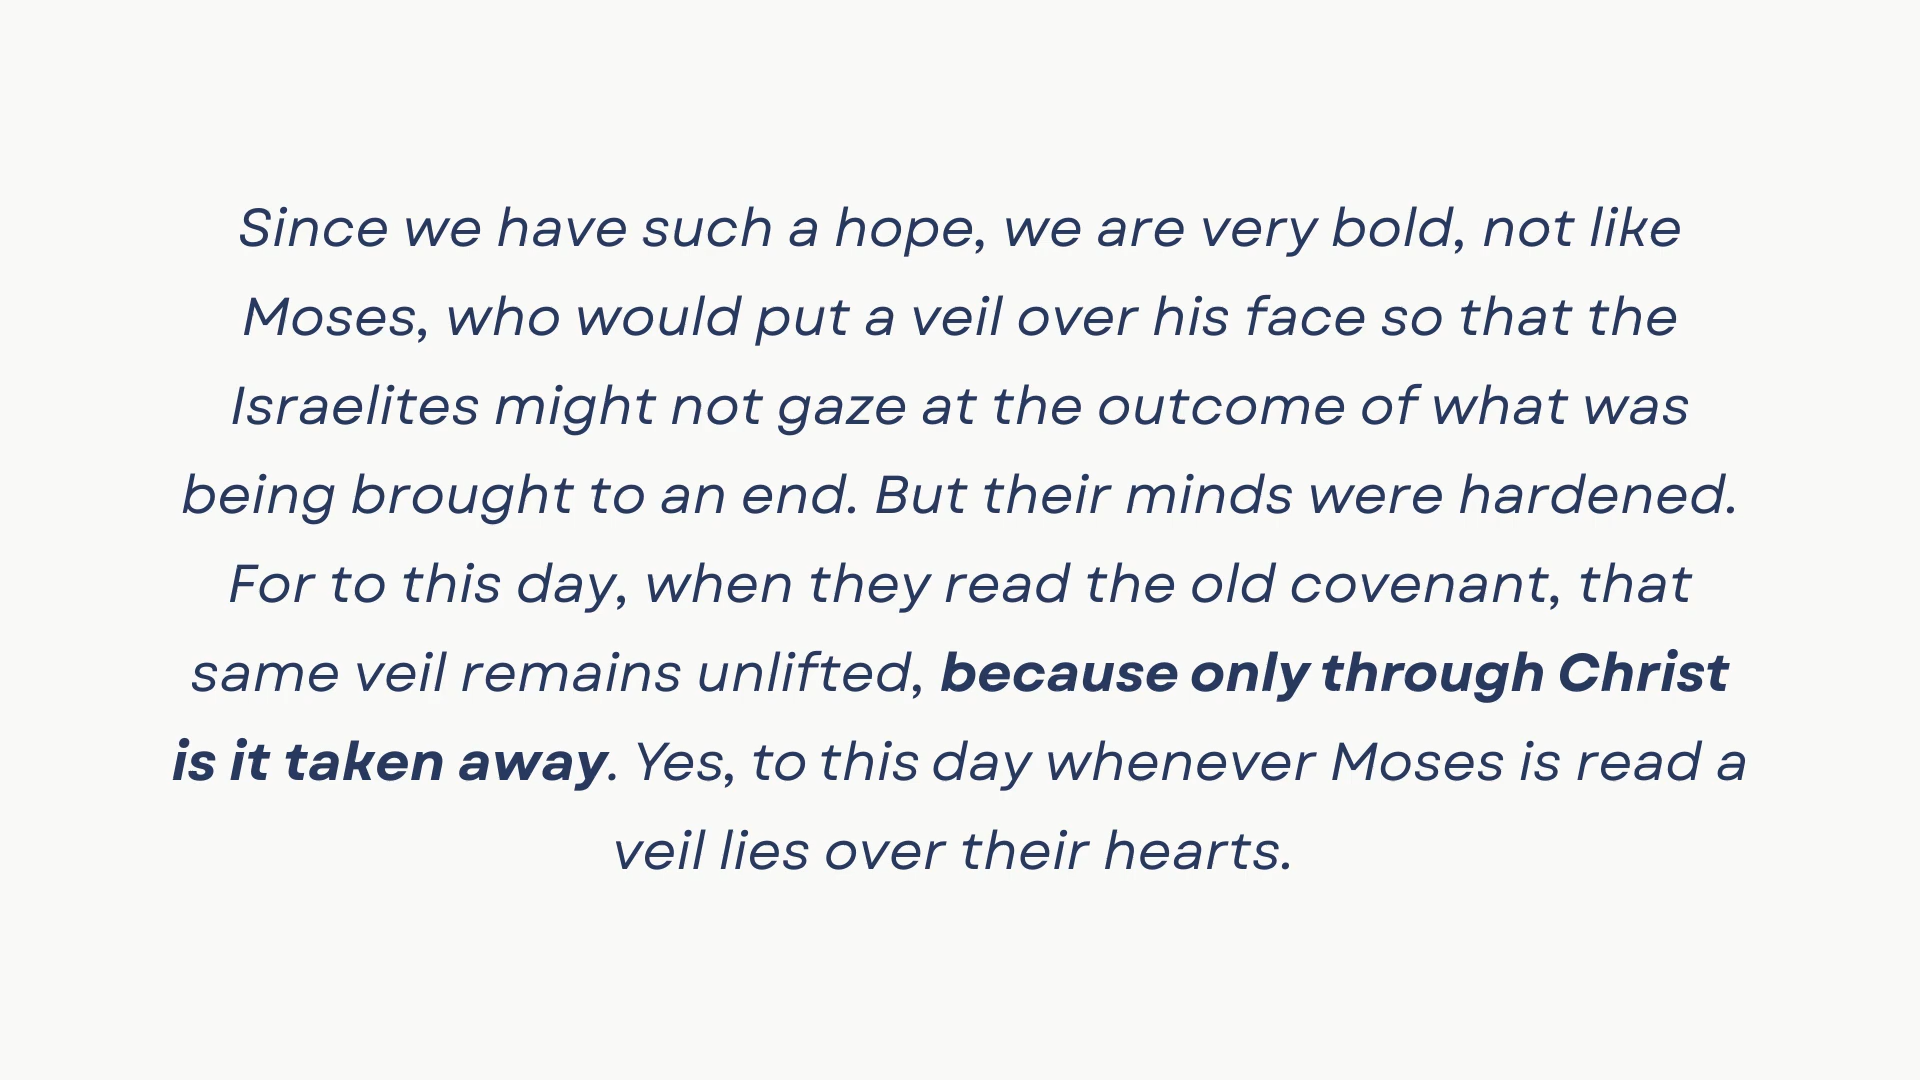 Since we have such a hope, we are very bold, not like
Moses, who would put a veil over his face so that the
Israelites might not gaze at the outcome of what was
being brought to an end. But their minds were hardened.
For to this day, when they read the old covenant, that
same veil remains unlifted, because only through Christ
is it taken away. Yes, to this day whenever Moses is read a
veil lies over their hearts.